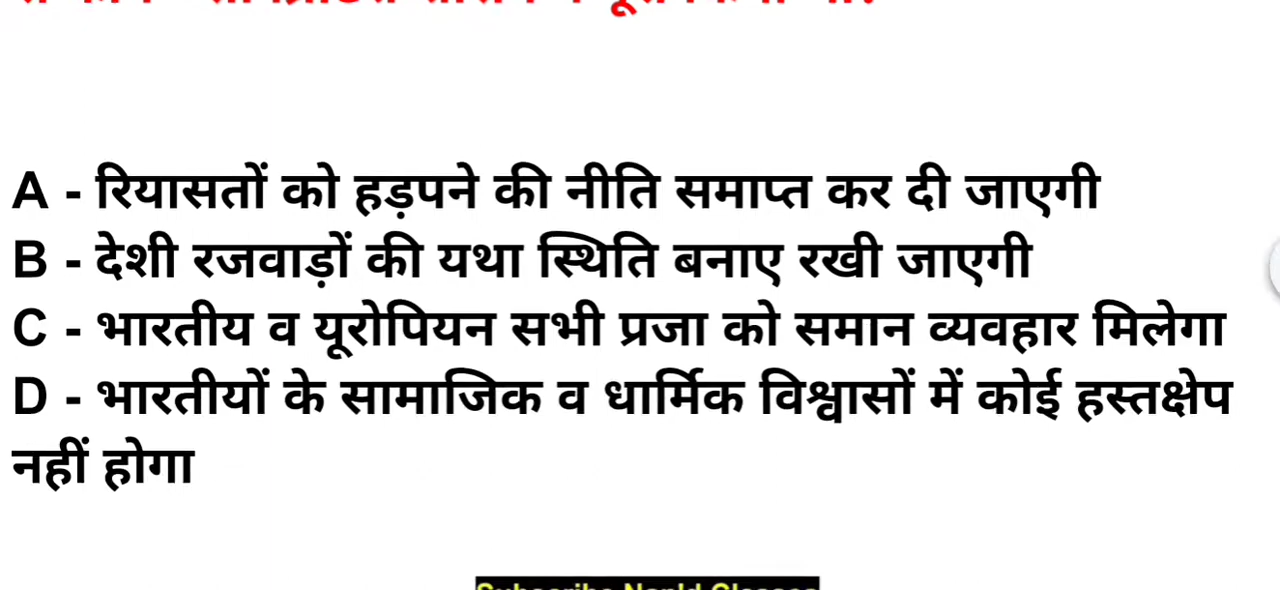 A - रियासतों को हड़पने की नीति समाप्त कर दी जाएगी
B - देशी रजवाड़ों की यथा स्थिति बनाए रखी जाएगी
C - भारतीय व यूरोपियन सभी प्रजा को समान व्यवहार मिलेगा
D - भारतीयों के सामाजिक व धार्मिक विश्वासों में कोई हस्तक्षेप
नहीं होगा